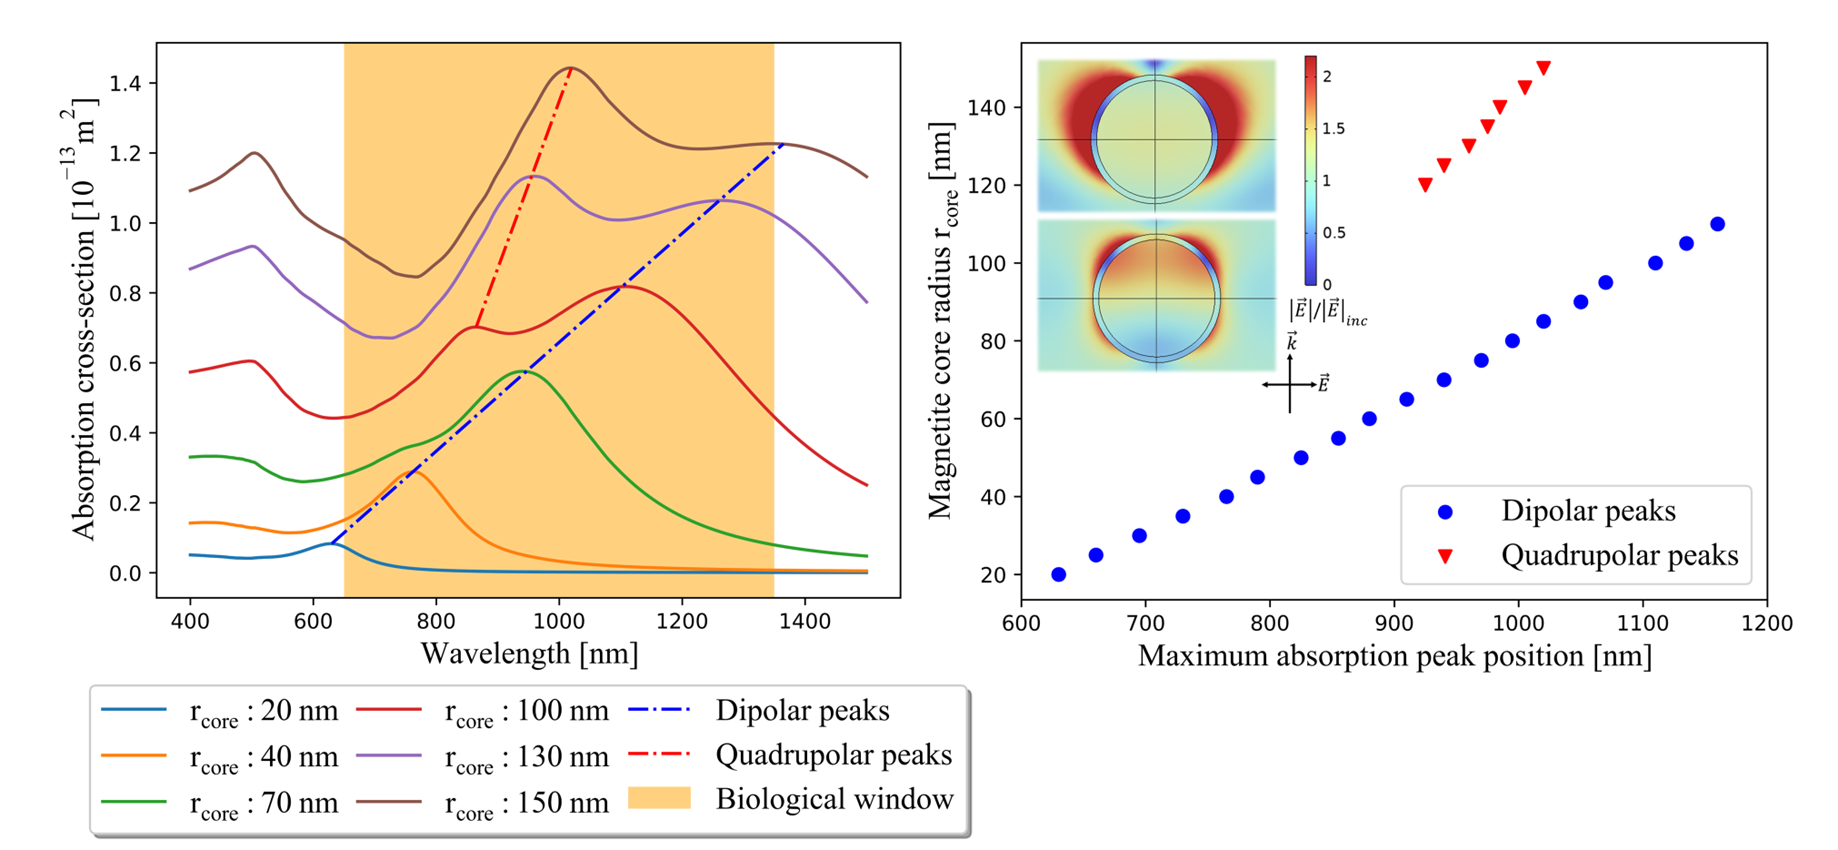 Absorption cross-section [10⁻¹³ m²]
1.4
1.2
1.0
0.8
0.6
0.4
0.2
0.0
400 600 800 1000 1200 1400
Wavelength [nm]
r_core : 20 nm
r_core : 40 nm
r_core : 70 nm
r_core : 100 nm
r_core : 130 nm
r_core : 150 nm
Dipolar peaks
Quadrupolar peaks
Biological window
Magnetite core radius r_core [nm]
140
120
100
80
60
40
20
600 700 800 900 1000 1100 1200
Maximum absorption peak position [nm]
2
1.5
1
0.5
0
|E⃗|/|E⃗|_inc
k⃗
E⃗
Dipolar peaks
Quadrupolar peaks